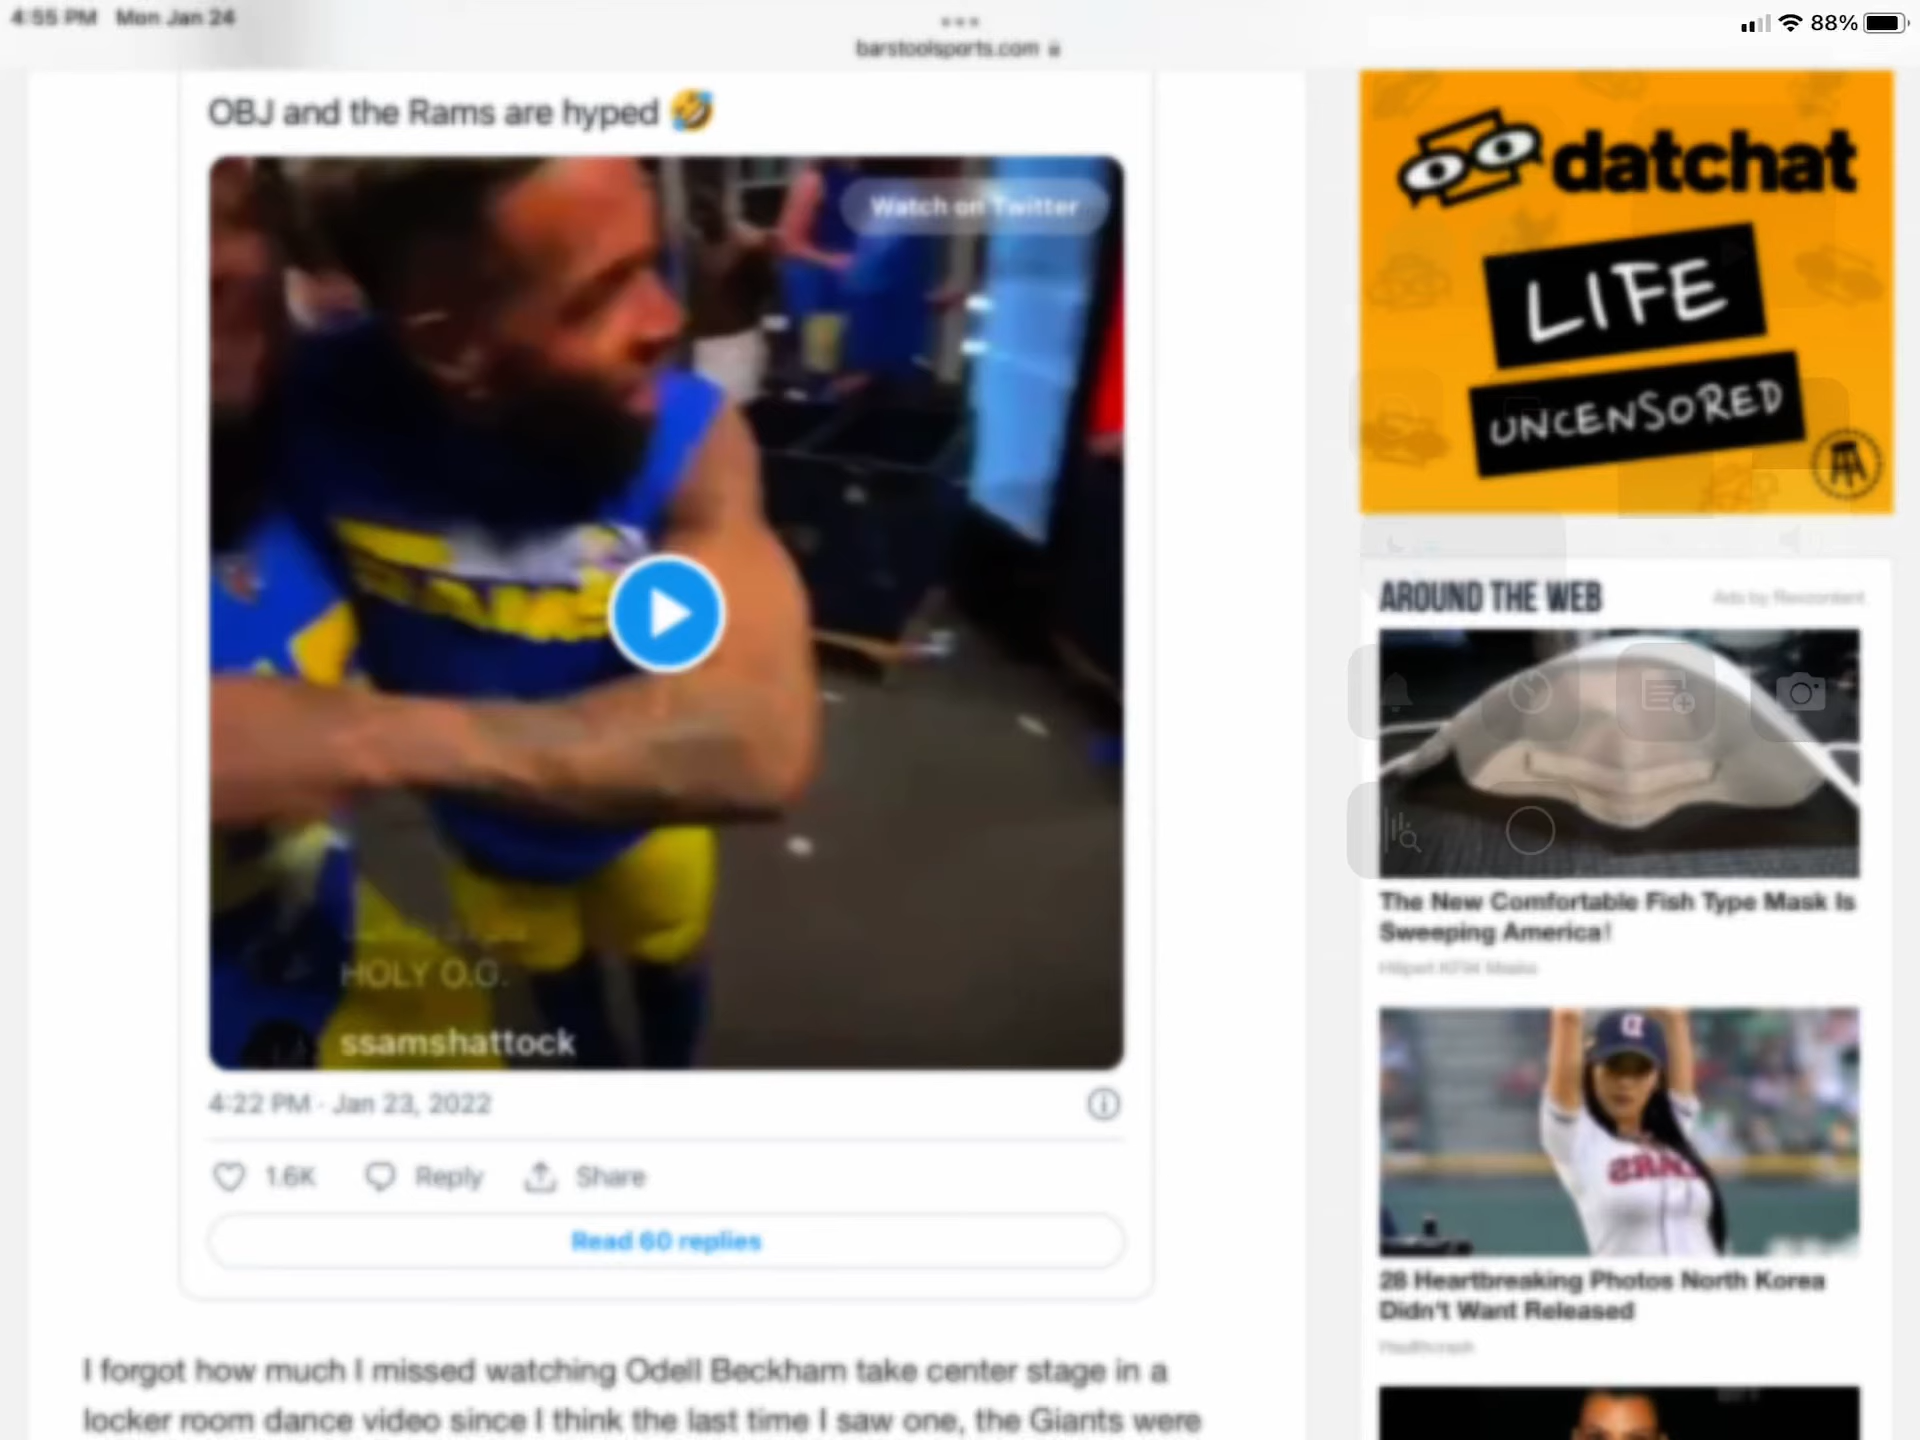 4:55 PM Mon Jan 24
88%
barstoolsports.com
OBJ and the Rams are hyped 🤣
Watch on Twitter
HOLY O.G.
ssamshattock
4:22 PM · Jan 23, 2022
1.6K Reply Share
Read 60 replies
I forgot how much I missed watching Odell Beckham take center stage in a
locker room dance video since I think the last time I saw one, the Giants were
datchat
LIFE
UNCENSORED
AROUND THE WEB
Ads by Revcontent
The New Comfortable Fish Type Mask Is
Sweeping America!
28 Heartbreaking Photos North Korea
Didn't Want Released